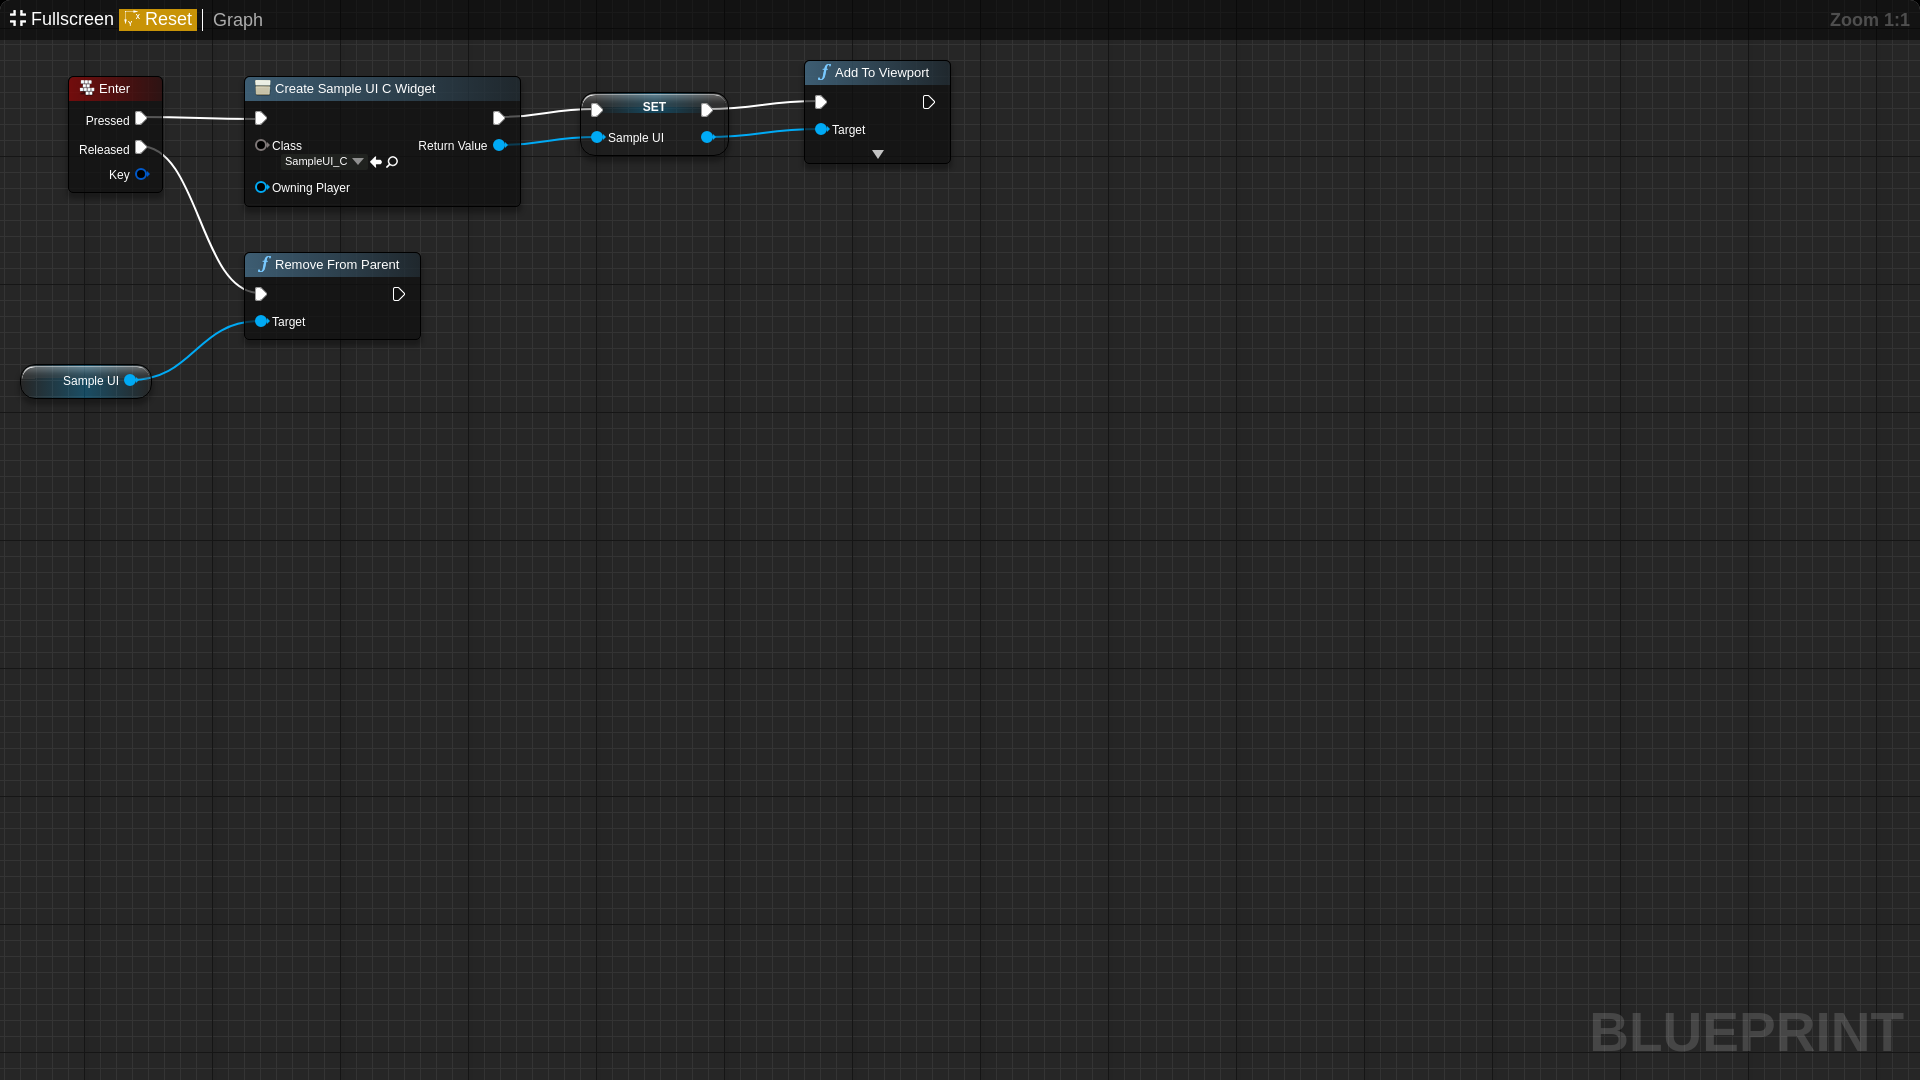 Fullscreen Reset Graph Zoom 1:1
Enter
Pressed
Released
Key
Create Sample UI C Widget
Class
SampleUI_C
Return Value
Owning Player
SET
Sample UI
Add To Viewport
Target
Remove From Parent
Target
Sample UI
BLUEPRINT